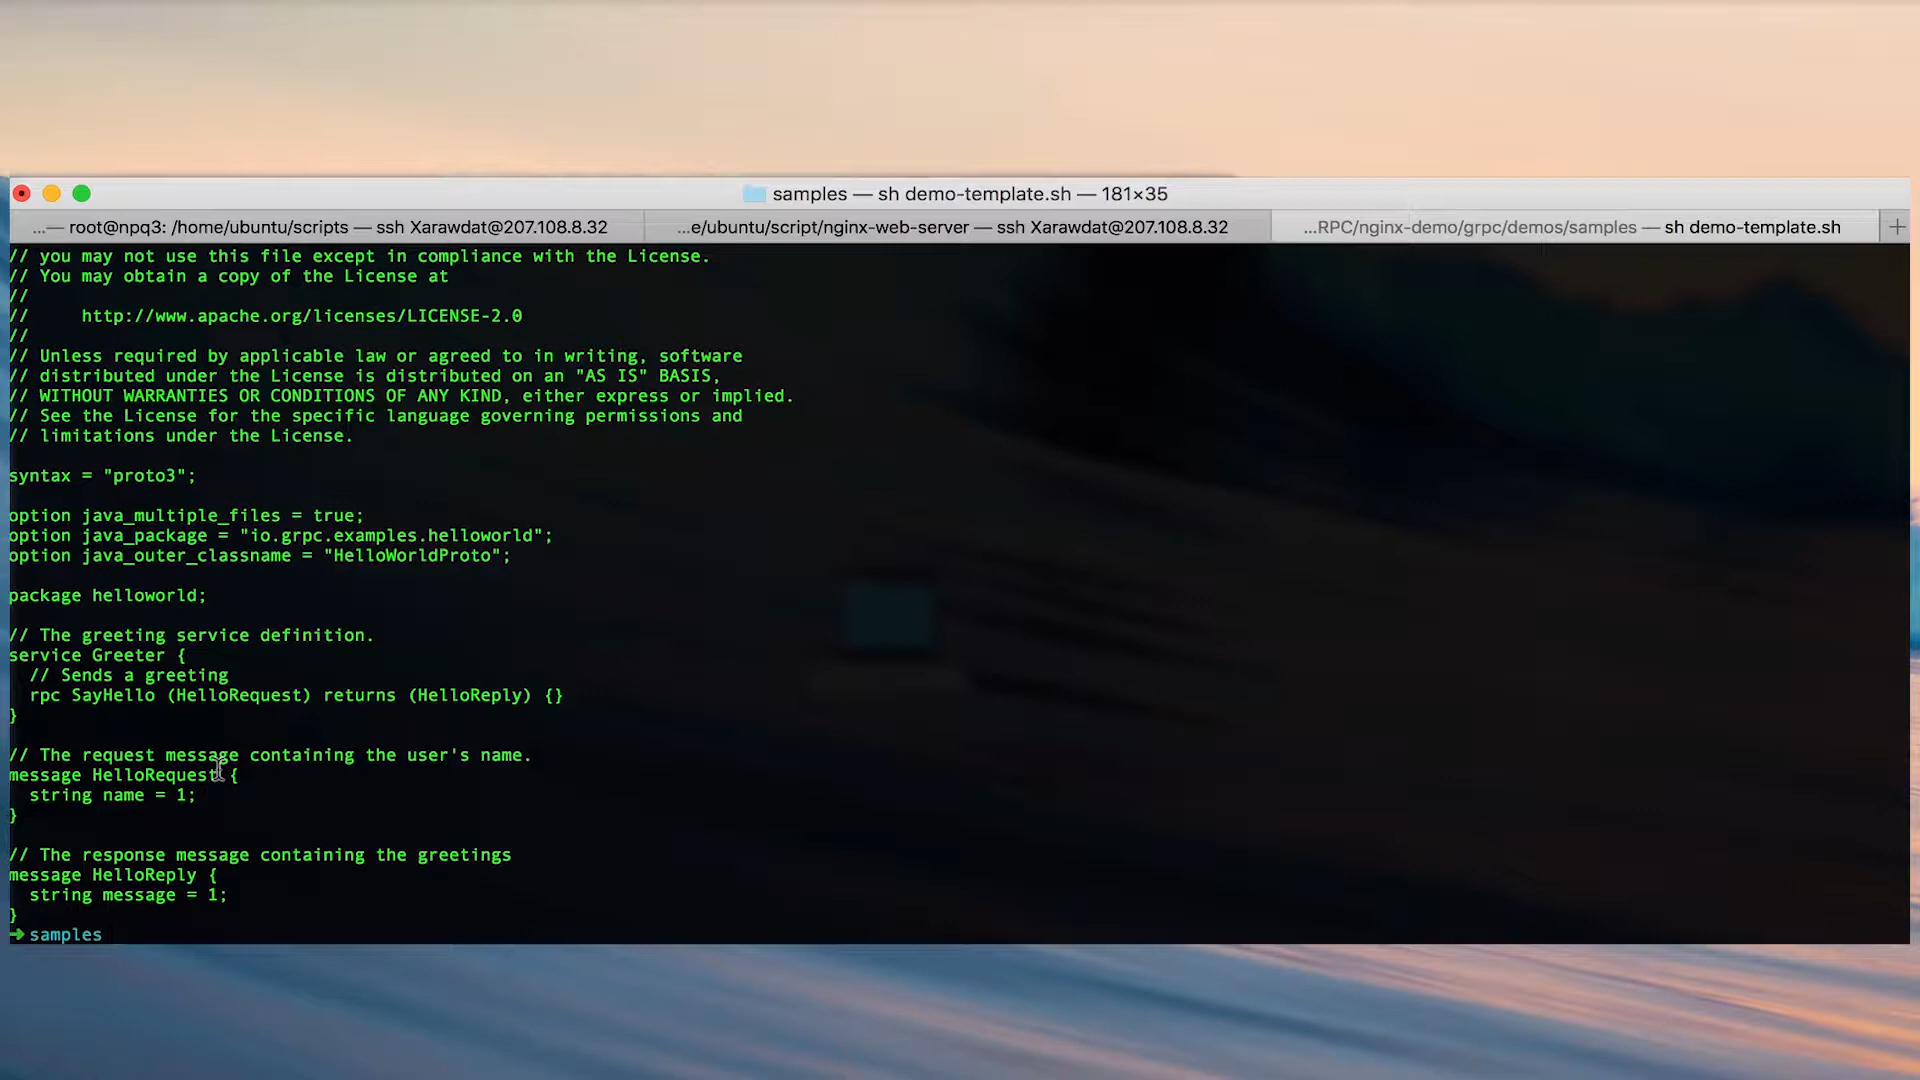 samples — sh demo-template.sh — 181×35
...— root@npq3: /home/ubuntu/scripts — ssh Xarawdat@207.108.8.32
...e/ubuntu/script/nginx-web-server — ssh Xarawdat@207.108.8.32
...RPC/nginx-demo/grpc/demos/samples — sh demo-template.sh
+
// you may not use this file except in compliance with the License.
// You may obtain a copy of the License at
//
//     http://www.apache.org/licenses/LICENSE-2.0
//
// Unless required by applicable law or agreed to in writing, software
// distributed under the License is distributed on an "AS IS" BASIS,
// WITHOUT WARRANTIES OR CONDITIONS OF ANY KIND, either express or implied.
// See the License for the specific language governing permissions and
// limitations under the License.
syntax = "proto3";
option java_multiple_files = true;
option java_package = "io.grpc.examples.helloworld";
option java_outer_classname = "HelloWorldProto";
package helloworld;
// The greeting service definition.
service Greeter {
  // Sends a greeting
  rpc SayHello (HelloRequest) returns (HelloReply) {}
}
// The request message containing the user's name.
message HelloRequest {
  string name = 1;
}
// The response message containing the greetings
message HelloReply {
  string message = 1;
}
➜ samples